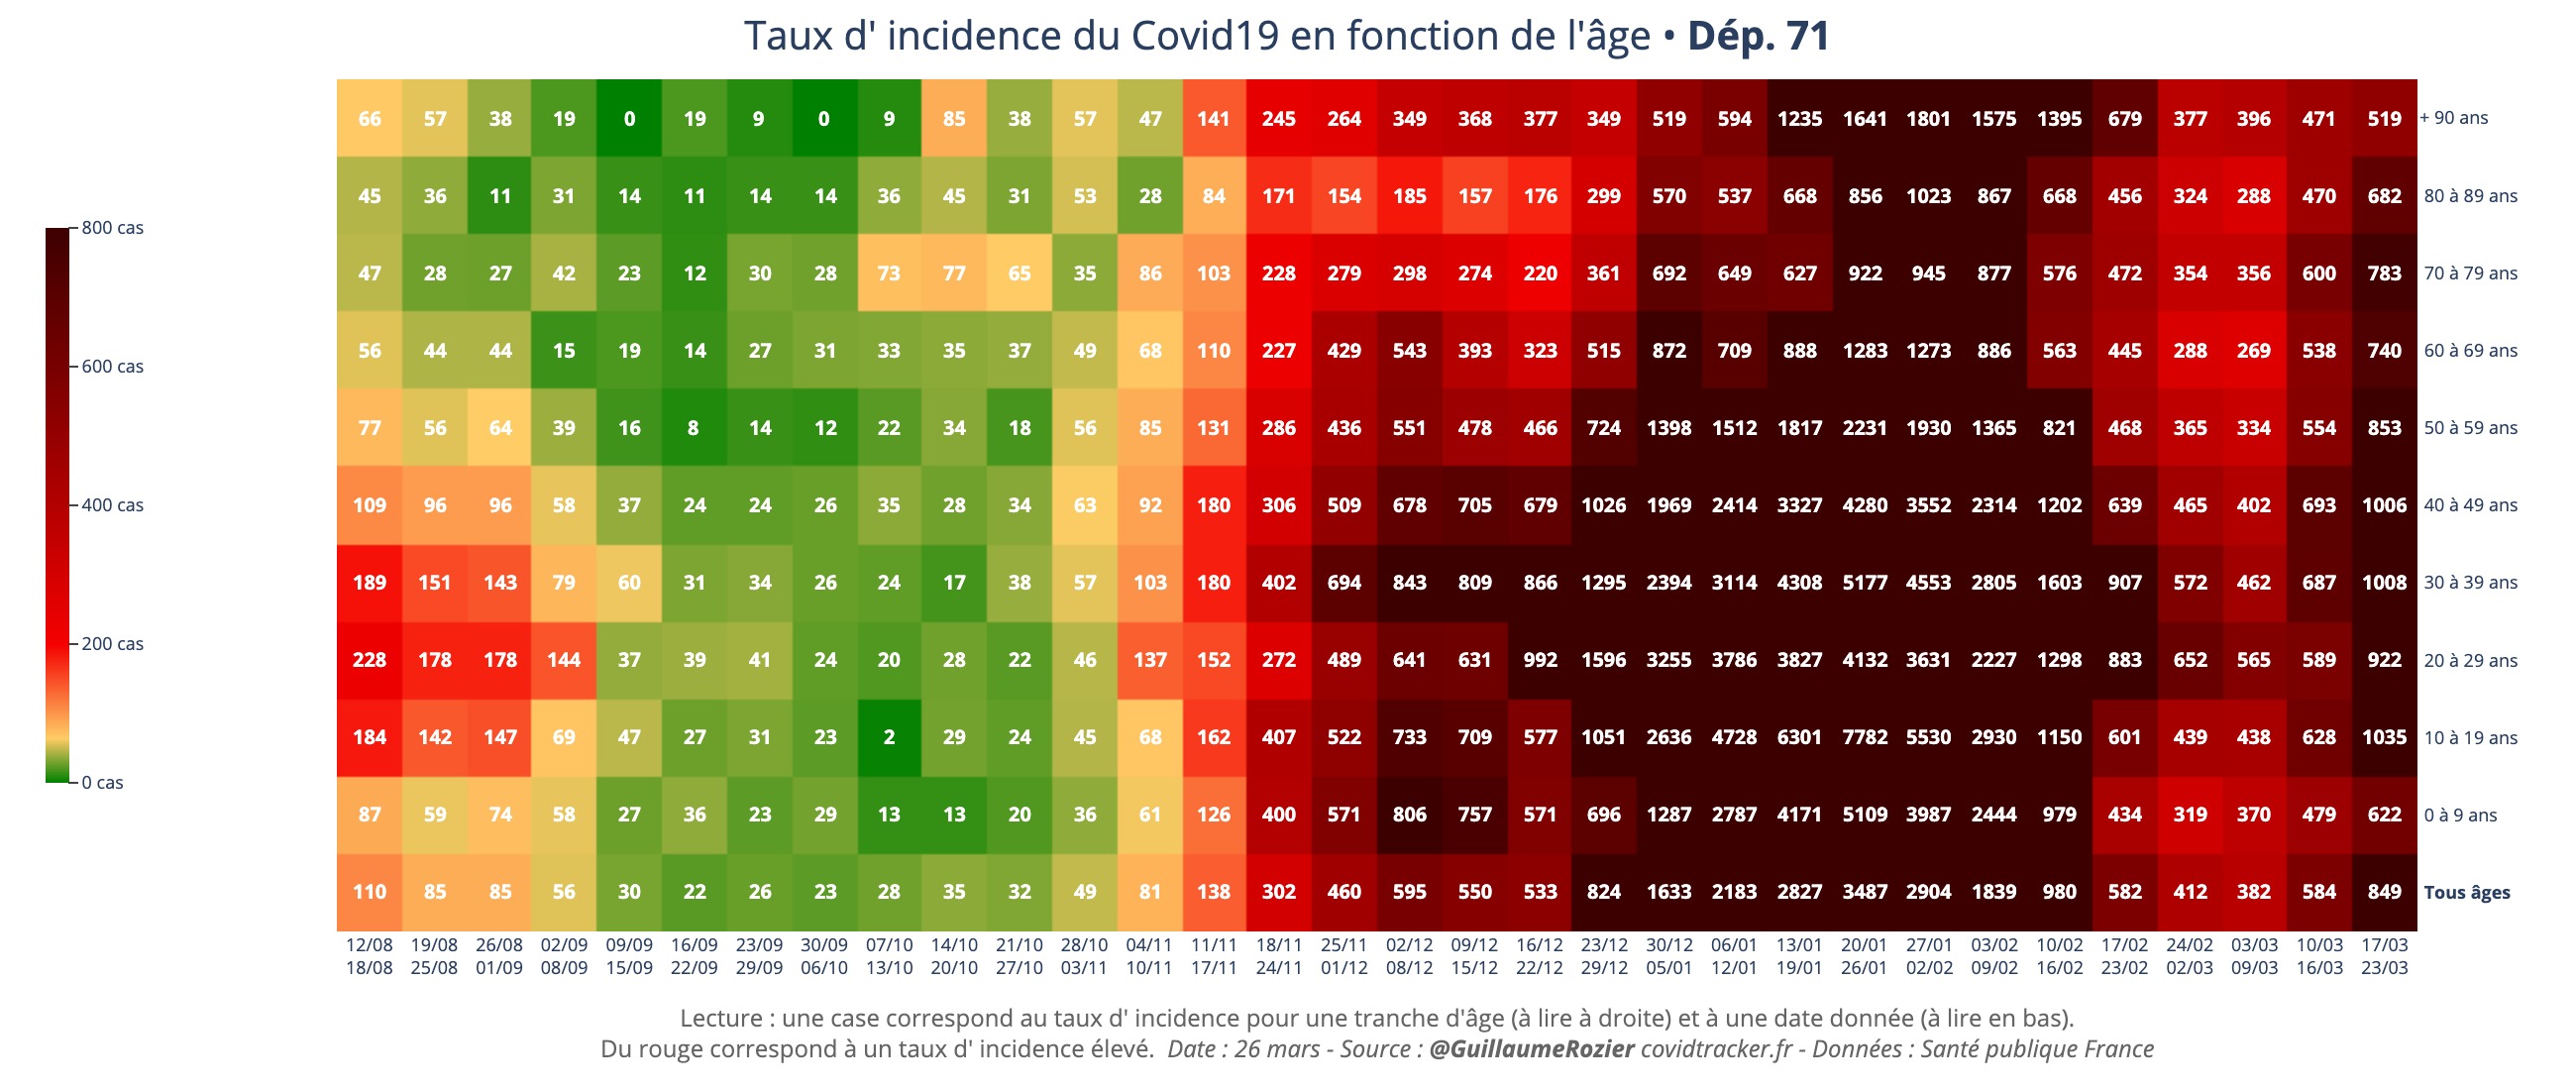 Taux d' incidence du Covid19 en fonction de l'âge • Dép. 71
66 57 38 19 0 19 9 0 9 85 38 57 47 141 245 264 349 368 377 349 519 594 1235 1641 1801 1575 1395 679 377 396 471 519 + 90 ans
45 36 11 31 14 11 14 14 36 45 31 53 28 84 171 154 185 157 176 299 570 537 668 856 1023 867 668 456 324 288 470 682 80 à 89 ans
800 cas
47 28 27 42 23 12 30 28 73 77 65 35 86 103 228 279 298 274 220 361 692 649 627 922 945 877 576 472 354 356 600 783 70 à 79 ans
56 44 44 15 19 14 27 31 33 35 37 49 68 110 227 429 543 393 323 515 872 709 888 1283 1273 886 563 445 288 269 538 740 60 à 69 ans
600 cas
77 56 64 39 16 8 14 12 22 34 18 56 85 131 286 436 551 478 466 724 1398 1512 1817 2231 1930 1365 821 468 365 334 554 853 50 à 59 ans
400 cas
109 96 96 58 37 24 24 26 35 28 34 63 92 180 306 509 678 705 679 1026 1969 2414 3327 4280 3552 2314 1202 639 465 402 693 1006 40 à 49 ans
189 151 143 79 60 31 34 26 24 17 38 57 103 180 402 694 843 809 866 1295 2394 3114 4308 5177 4553 2805 1603 907 572 462 687 1008 30 à 39 ans
200 cas
228 178 178 144 37 39 41 24 20 28 22 46 137 152 272 489 641 631 992 1596 3255 3786 3827 4132 3631 2227 1298 883 652 565 589 922 20 à 29 ans
184 142 147 69 47 27 31 23 2 29 24 45 68 162 407 522 733 709 577 1051 2636 4728 6301 7782 5530 2930 1150 601 439 438 628 1035 10 à 19 ans
0 cas
87 59 74 58 27 36 23 29 13 13 20 36 61 126 400 571 806 757 571 696 1287 2787 4171 5109 3987 2444 979 434 319 370 479 622 0 à 9 ans
110 85 85 56 30 22 26 23 28 35 32 49 81 138 302 460 595 550 533 824 1633 2183 2827 3487 2904 1839 980 582 412 382 584 849 Tous âges
12/08 19/08 26/08 02/09 09/09 16/09 23/09 30/09 07/10 14/10 21/10 28/10 04/11 11/11 18/11 25/11 02/12 09/12 16/12 23/12 30/12 06/01 13/01 20/01 27/01 03/02 10/02 17/02 24/02 03/03 10/03 17/03
18/08 25/08 01/09 08/09 15/09 22/09 29/09 06/10 13/10 20/10 27/10 03/11 10/11 17/11 24/11 01/12 08/12 15/12 22/12 29/12 05/01 12/01 19/01 26/01 02/02 09/02 16/02 23/02 02/03 09/03 16/03 23/03
Lecture : une case correspond au taux d' incidence pour une tranche d'âge (à lire à droite) et à une date donnée (à lire en bas).
Du rouge correspond à un taux d' incidence élevé. Date : 26 mars - Source : @GuillaumeRozier covidtracker.fr - Données : Santé publique France